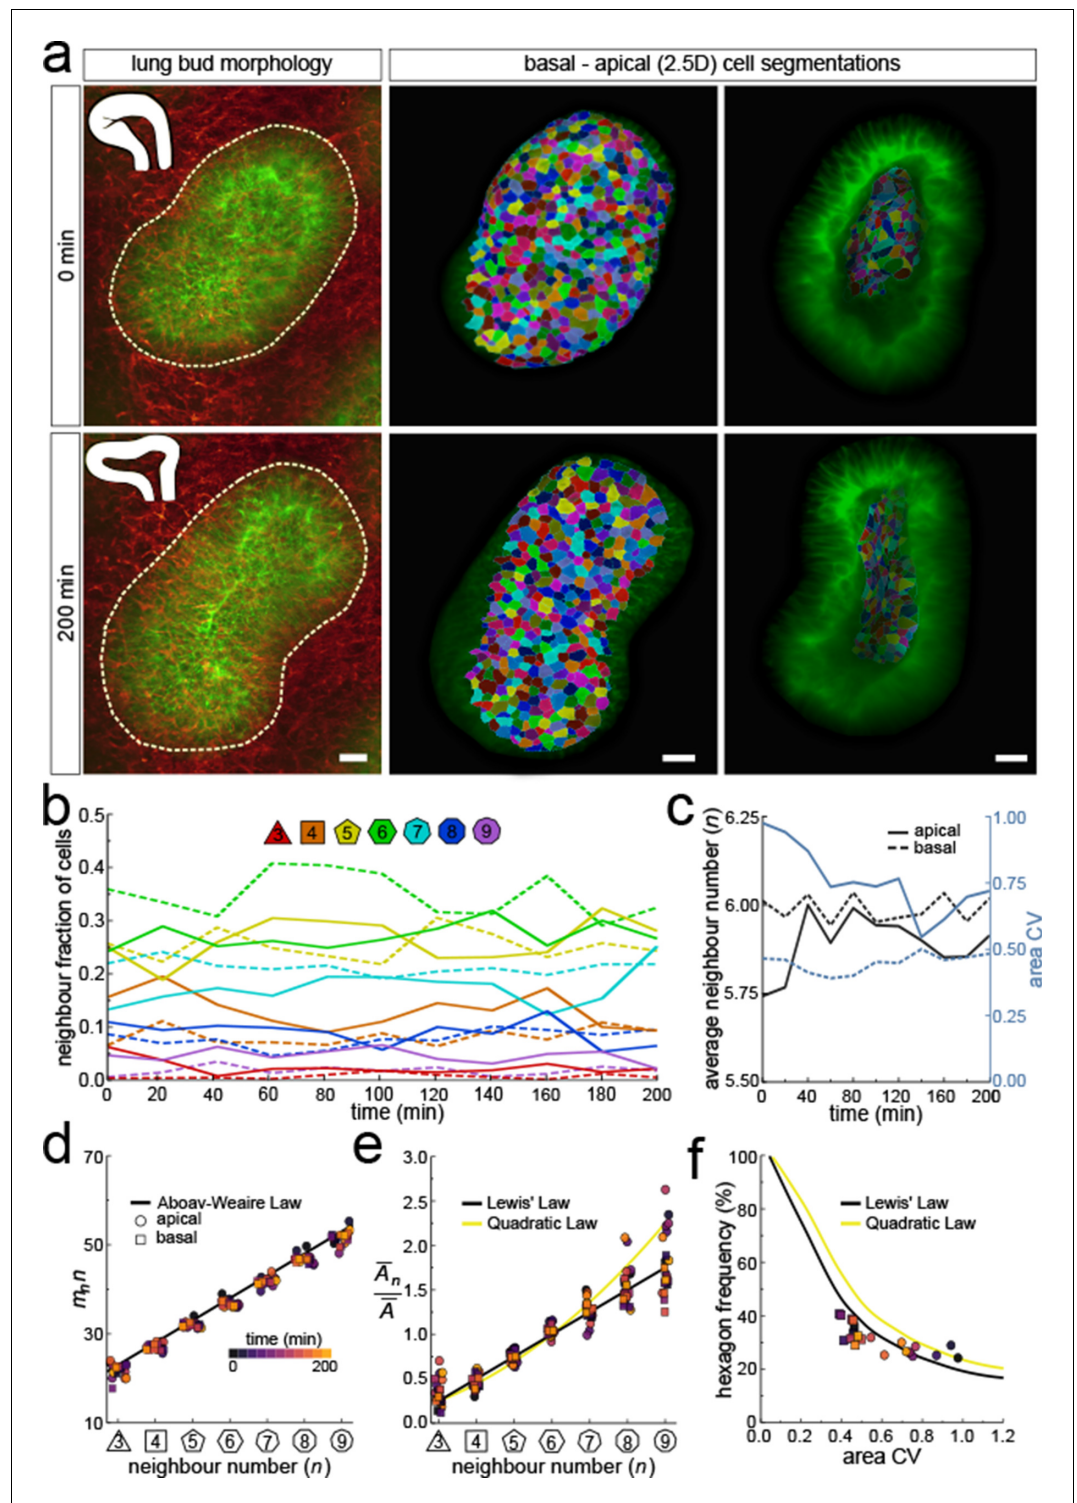 a
lung bud morphology
basal - apical (2.5D) cell segmentations
0 min
200 min
b
0.5
0.4
0.3
0.2
0.1
0.0
neighbour fraction of cells
3 4 5 6 7 8 9
0 20 40 60 80 100 120 140 160 180 200
time (min)
c
6.25
6.00
5.75
5.50
average neighbour number (n)
apical
basal
1.00
0.75
0.50
0.25
0.00
area CV
0 40 80 120 160 200
time (min)
d
70
50
30
10
mₙn
Aboav-Weaire Law
apical
basal
time (min)
0 200
3 4 5 6 7 8 9
neighbour number (n)
e
3.0
2.5
2.0
1.5
1.0
0.5
0.0
A̅ₙ
A̅
Lewis' Law
Quadratic Law
3 4 5 6 7 8 9
neighbour number (n)
f
100
80
60
40
20
0
hexagon frequency (%)
Lewis' Law
Quadratic Law
0.0 0.2 0.4 0.6 0.8 1.0 1.2
area CV